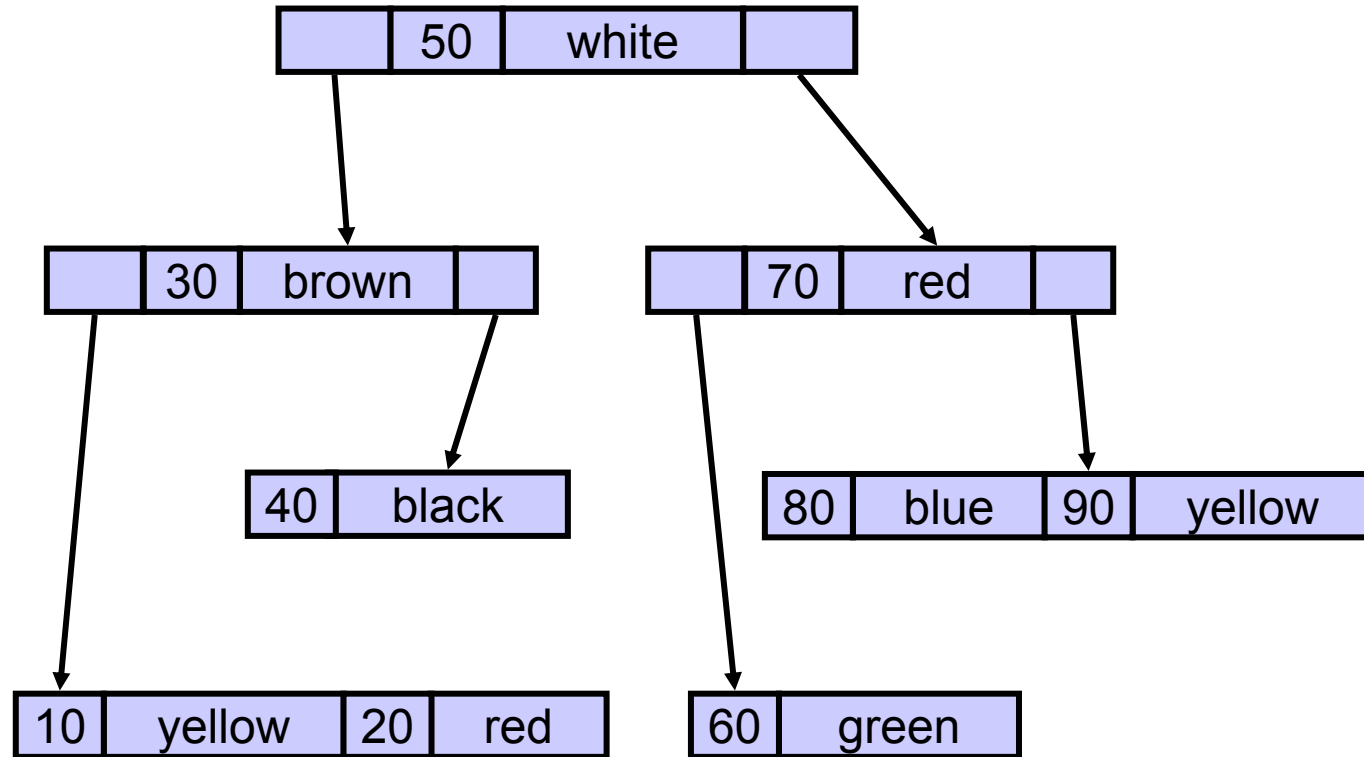 50 white
30 brown
70 red
40 black
80 blue 90 yellow
10 yellow 20 red
60 green